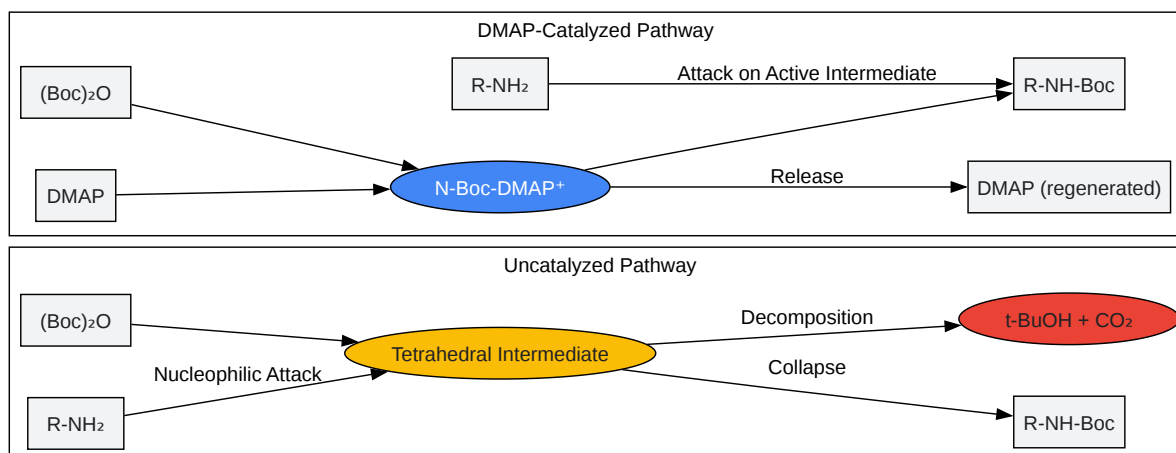 DMAP-Catalyzed Pathway
(Boc)₂O
R-NH₂
Attack on Active Intermediate
R-NH-Boc
DMAP
N-Boc-DMAP⁺
Release
DMAP (regenerated)
Uncatalyzed Pathway
(Boc)₂O
Nucleophilic Attack
R-NH₂
Tetrahedral Intermediate
Decomposition
t-BuOH + CO₂
Collapse
R-NH-Boc